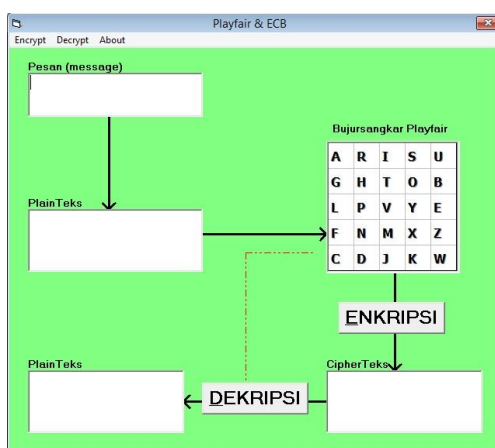 Playfair & ECB
Encrypt Decrypt About
Pesan (message)
Bujursangkar Playfair
A R I S U
G H T O B
L P V Y E
F N M X Z
C D J K W
PlainTeks
ENKRIPSI
PlainTeks
CipherTeks
DEKRIPSI